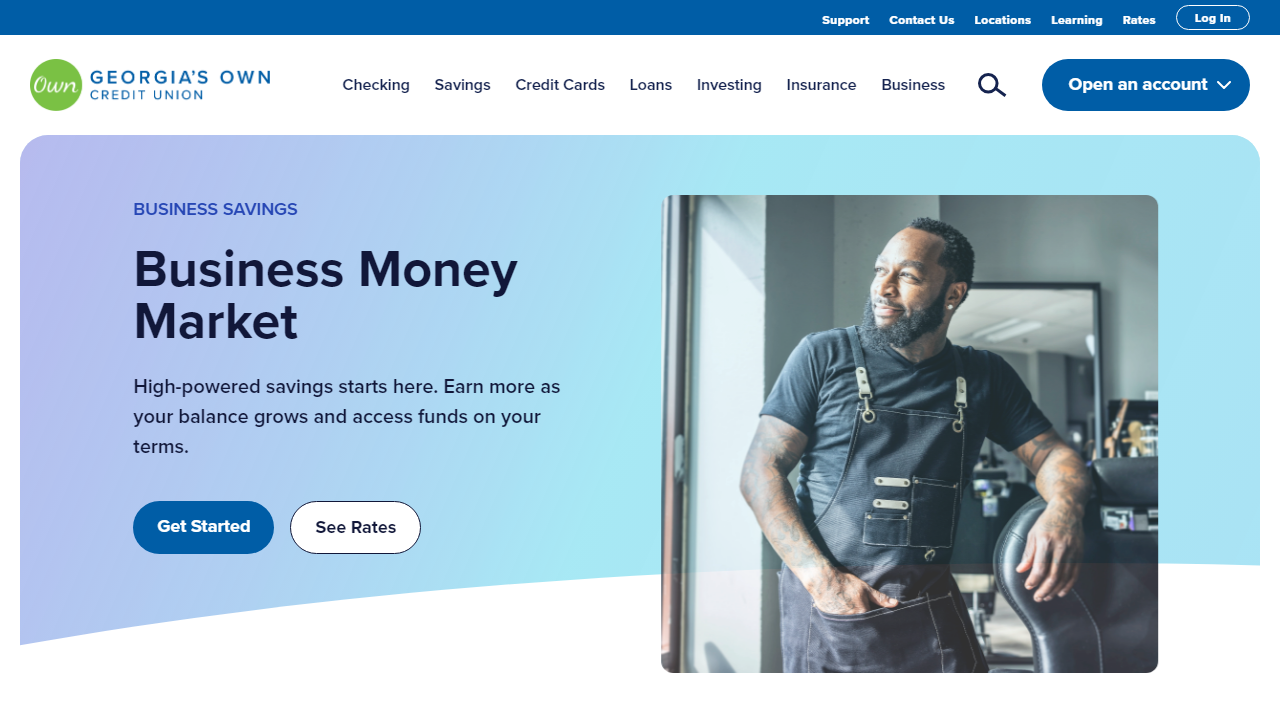 Support Contact Us Locations Learning Rates Log In
Own GEORGIA'S OWN
CREDIT UNION
Checking Savings Credit Cards Loans Investing Insurance Business Open an account
BUSINESS SAVINGS
Business Money
Market
High-powered savings starts here. Earn more as
your balance grows and access funds on your
terms.
Get Started See Rates